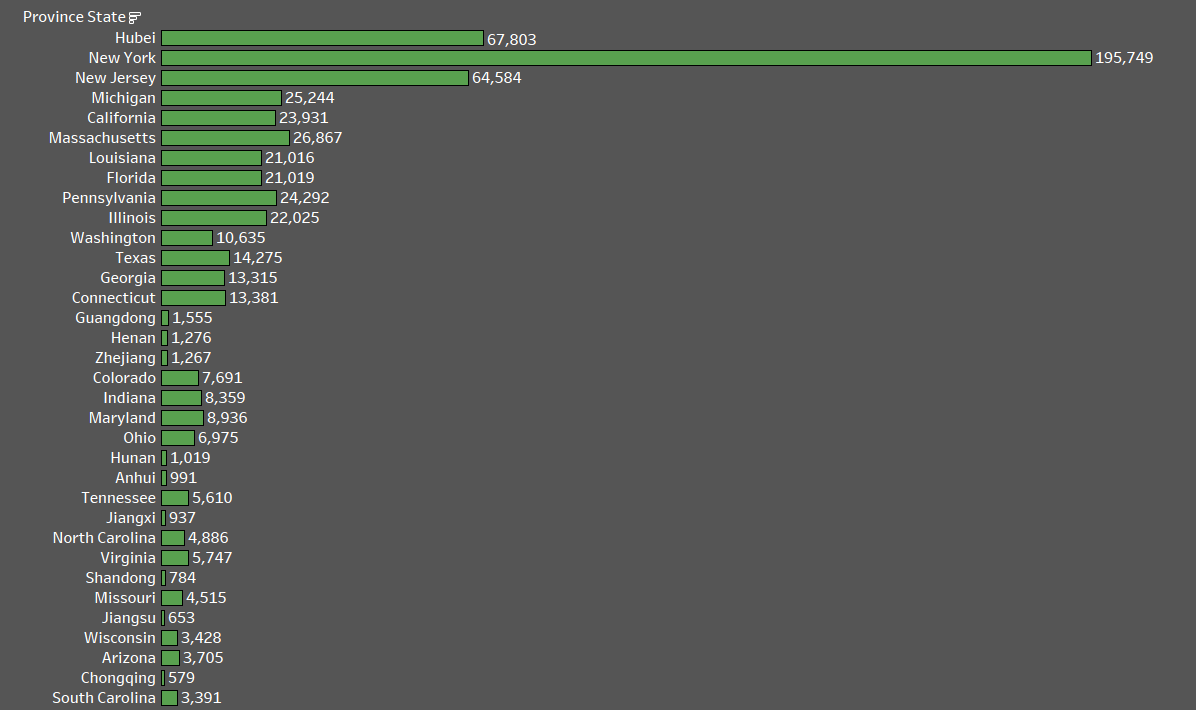 Province State
Hubei 67,803
New York 195,749
New Jersey 64,584
Michigan 25,244
California 23,931
Massachusetts 26,867
Louisiana 21,016
Florida 21,019
Pennsylvania 24,292
Illinois 22,025
Washington 10,635
Texas 14,275
Georgia 13,315
Connecticut 13,381
Guangdong 1,555
Henan 1,276
Zhejiang 1,267
Colorado 7,691
Indiana 8,359
Maryland 8,936
Ohio 6,975
Hunan 1,019
Anhui 991
Tennessee 5,610
Jiangxi 937
North Carolina 4,886
Virginia 5,747
Shandong 784
Missouri 4,515
Jiangsu 653
Wisconsin 3,428
Arizona 3,705
Chongqing 579
South Carolina 3,391